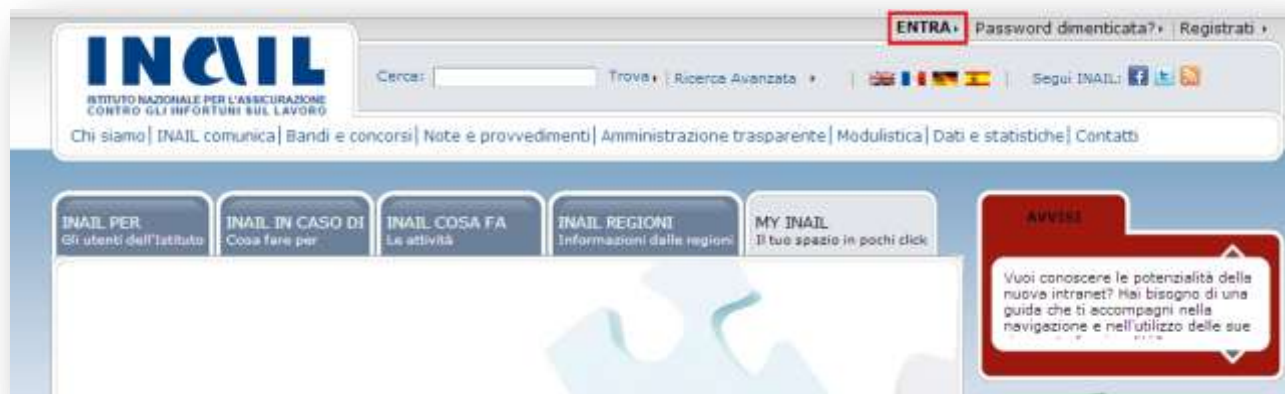 ENTRA Password dimenticata? Registrati
INAIL
ISTITUTO NAZIONALE PER L'ASSICURAZIONE
CONTRO GLI INFORTUNI SUL LAVORO
Cerca: Trova | Ricerca Avanzata | | Segui INAIL:
Chi siamo| INAIL comunica| Bandi e concorsi| Note e provvedimenti| Amministrazione trasparente| Modulistica| Dati e statistiche| Contatti
INAIL PER
Gli utenti dell'Istituto
INAIL IN CASO DI
Cosa fare per
INAIL COSA FA
Le attività
INAIL REGIONI
Informazioni dalle regioni
MY INAIL
Il tuo spazio in pochi click
AVVISI
Vuoi conoscere le potenzialità della
nuova intranet? Hai bisogno di una
guida che ti accompagni nella
navigazione e nell'utilizzo delle sue